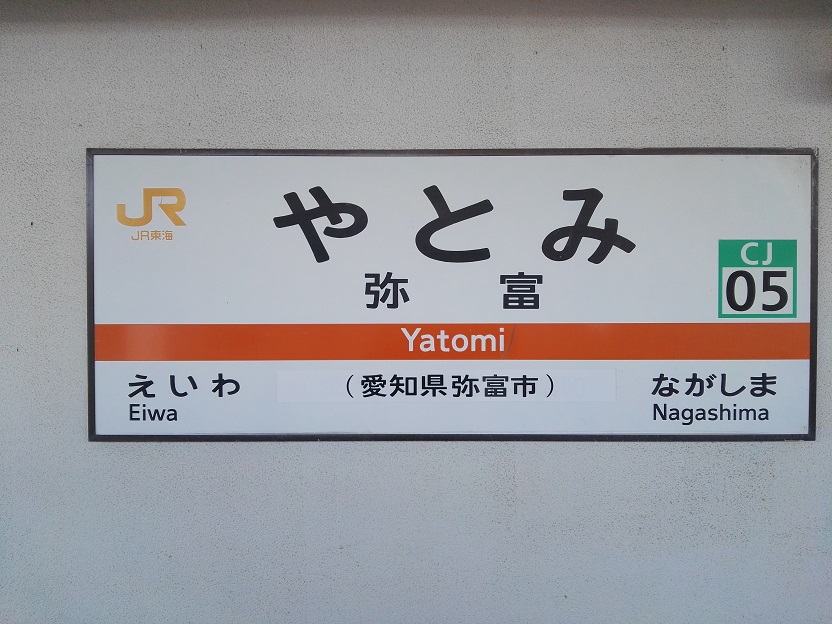 JR
JR東海
やとみ
弥富
CJ
05
Yatomi
えいわ
Eiwa
(愛知県弥富市)
ながしま
Nagashima